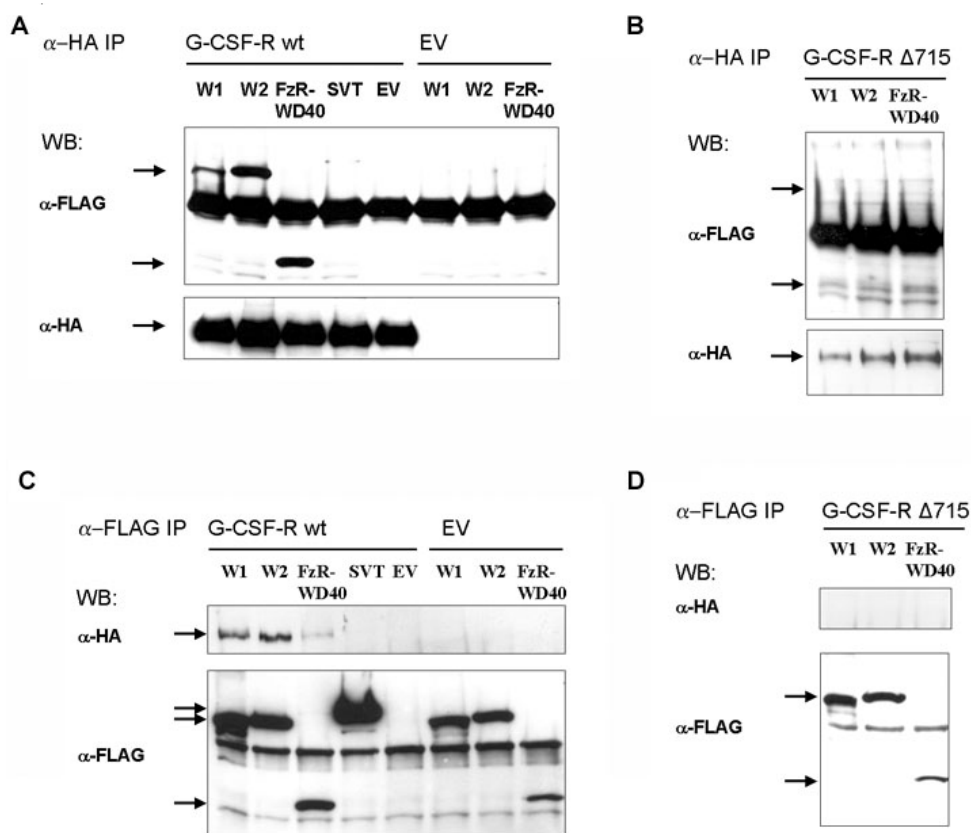 A
α–HA IP
G-CSF-R wt
EV
W1 W2 FzR-WD40 SVT EV W1 W2 FzR-WD40
WB:
α-FLAG
α-HA
B
α–HA IP
G-CSF-R Δ715
W1 W2 FzR-WD40
WB:
α-FLAG
α-HA
C
α–FLAG IP
G-CSF-R wt
EV
W1 W2 FzR-WD40 SVT EV W1 W2 FzR-WD40
WB:
α-HA
α-FLAG
D
α–FLAG IP
G-CSF-R Δ715
W1 W2 FzR-WD40
WB:
α-HA
α-FLAG